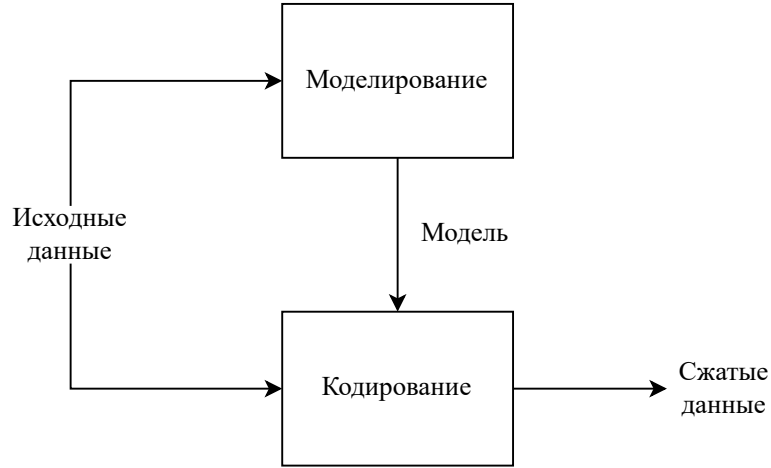 Моделирование
Исходные
данные
Модель
Кодирование
Сжатые
данные